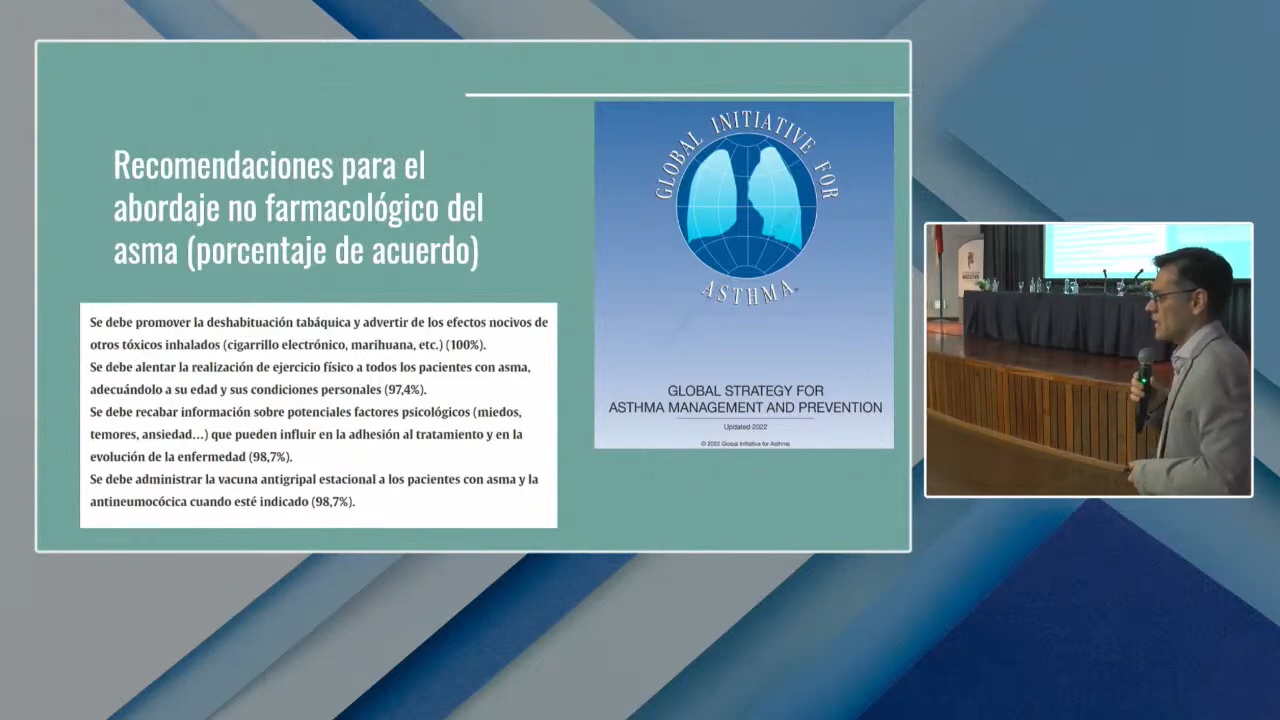 Recomendaciones para el
abordaje no farmacológico del
asma (porcentaje de acuerdo)
Se debe promover la deshabituación tabáquica y advertir de los efectos nocivos de
otros tóxicos inhalados (cigarrillo electrónico, marihuana, etc.) (100%).
Se debe alentar la realización de ejercicio físico a todos los pacientes con asma,
adecuándolo a su edad y sus condiciones personales (97,4%).
Se debe recabar información sobre potenciales factores psicológicos (miedos,
temores, ansiedad...) que pueden influir en la adhesión al tratamiento y en la
evolución de la enfermedad (98,7%).
Se debe administrar la vacuna antigripal estacional a los pacientes con asma y la
antineumocócica cuando esté indicado (98,7%).
GLOBAL INITIATIVE FOR
ASTHMA
GLOBAL STRATEGY FOR
ASTHMA MANAGEMENT AND PREVENTION
Updated 2022
© 2022 Global Initiative for Asthma